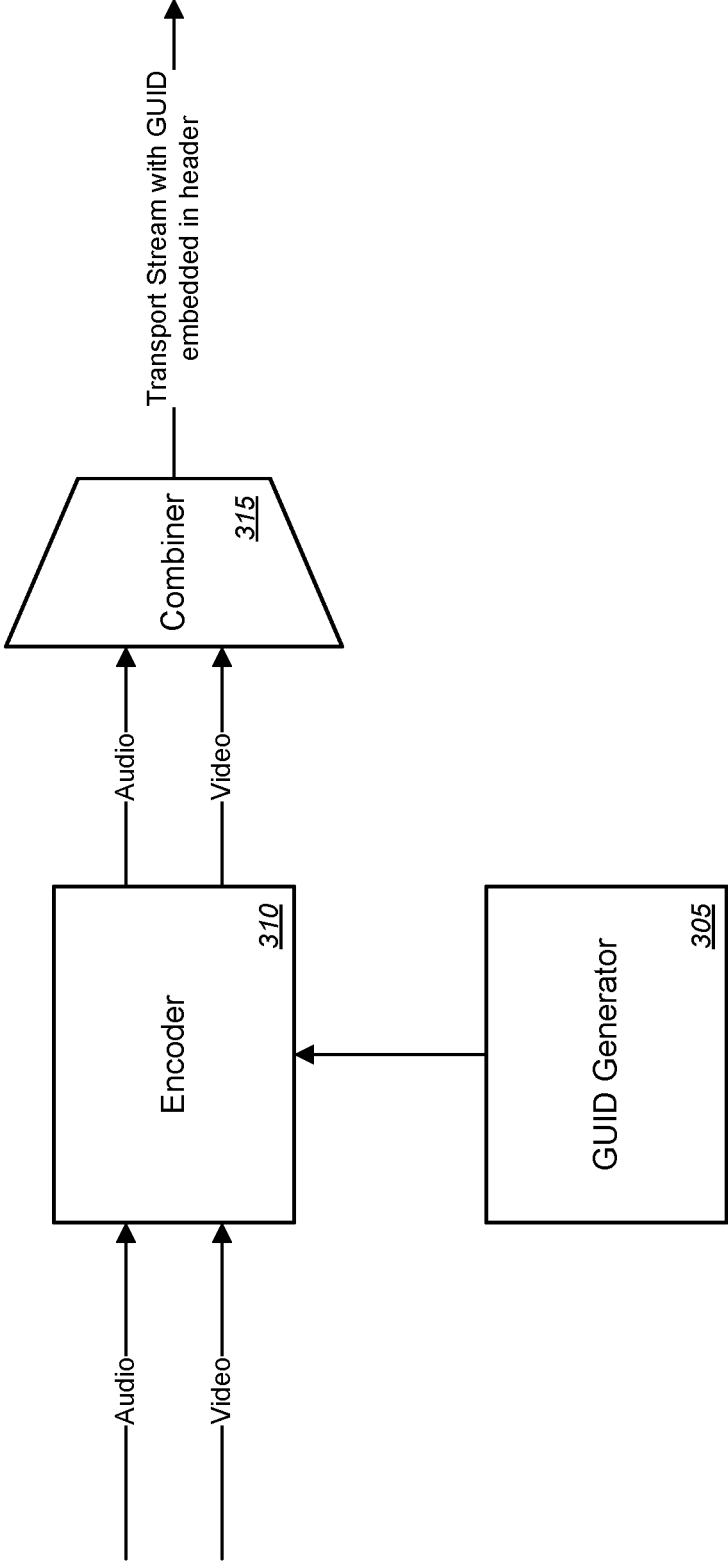 Audio
Video
Encoder
310
Audio
Video
Combiner
315
Transport Stream with GUID
embedded in header
GUID Generator
305